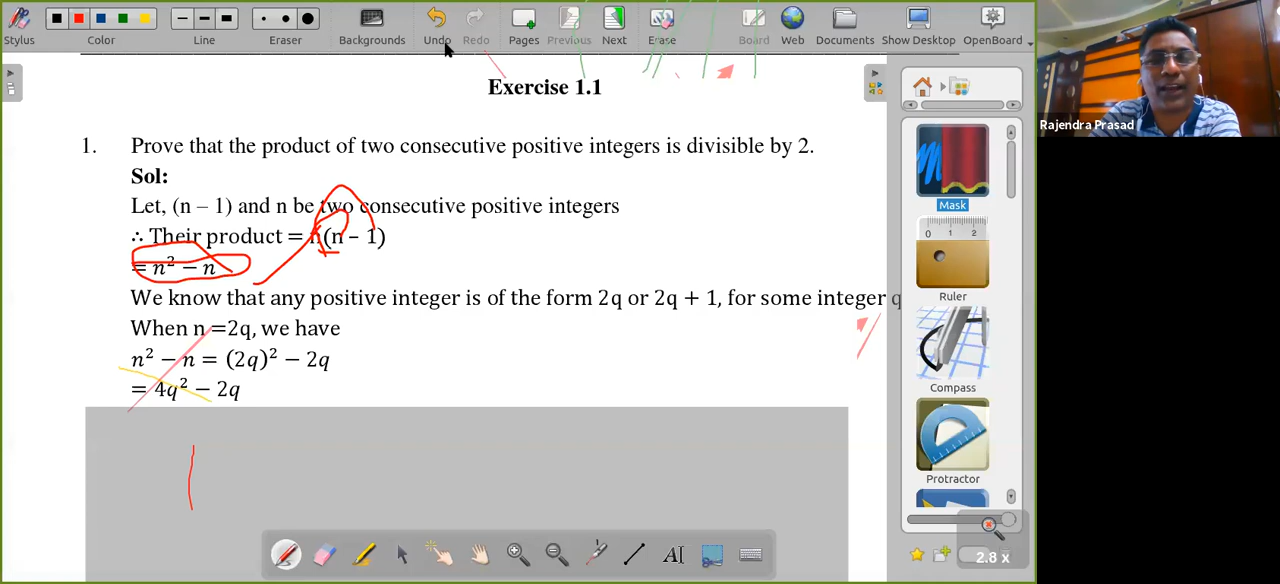 Stylus Color Line Eraser Backgrounds Undo Redo Pages Previous Next Erase Board Web Documents Show Desktop OpenBoard
Exercise 1.1
1. Prove that the product of two consecutive positive integers is divisible by 2.
Sol:
Let, (n – 1) and n be two consecutive positive integers
∴ Their product = n(n – 1)
= n² − n
We know that any positive integer is of the form 2q or 2q + 1, for some integer q
When n =2q, we have
n² − n = (2q)² − 2q
= 4q² − 2q
Mask
0 1 2
Ruler
Compass
Protractor
2.8 x
AI
Rajendra Prasad